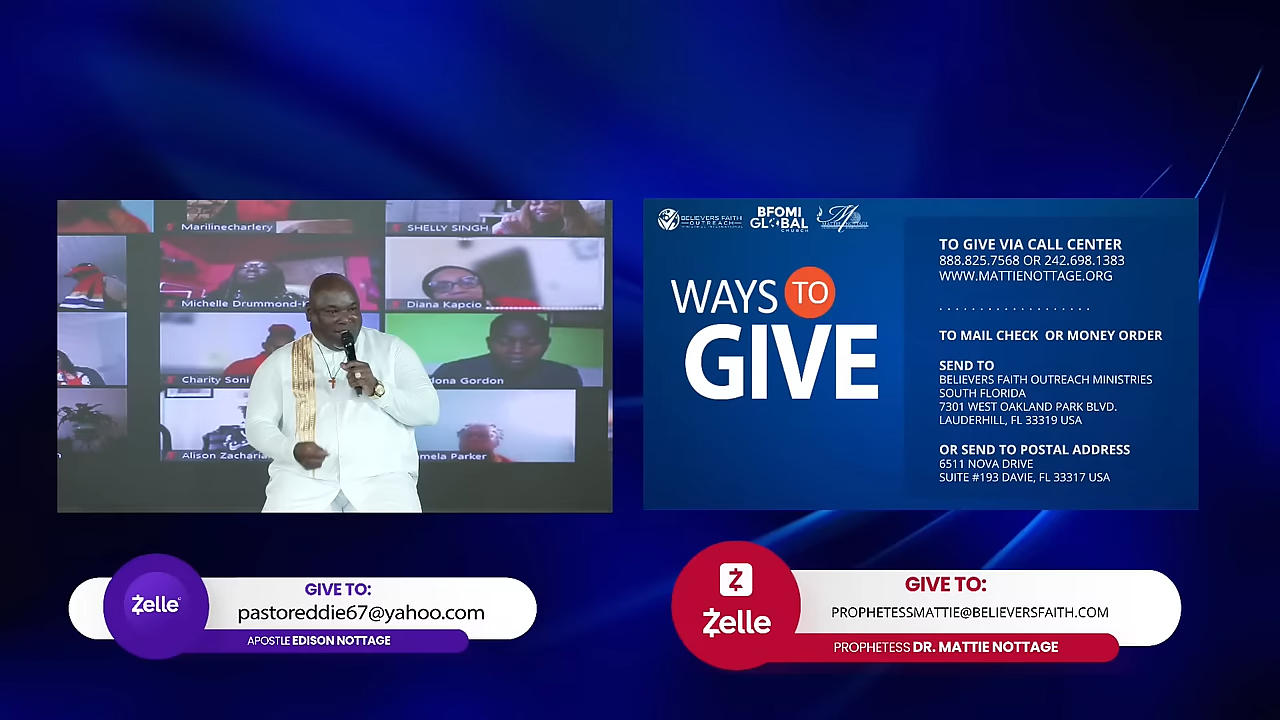 Marilinecharlery
SHELLY SINGH
Michelle Drummond-
Diana Kapcio
Charity Soni
dona Gordon
Alison Zacharia
mela Parker
BELIEVERS FAITH
OUTREACH
BFOMI
GLOBAL
CHURCH
WAYS TO
GIVE
TO GIVE VIA CALL CENTER
888.825.7568 OR 242.698.1383
WWW.MATTIENOTTAGE.ORG
TO MAIL CHECK OR MONEY ORDER
SEND TO
BELIEVERS FAITH OUTREACH MINISTRIES
SOUTH FLORIDA
7301 WEST OAKLAND PARK BLVD.
LAUDERHILL, FL 33319 USA
OR SEND TO POSTAL ADDRESS
6511 NOVA DRIVE
SUITE #193 DAVIE, FL 33317 USA
Zelle
GIVE TO:
pastoreddie67@yahoo.com
APOSTLE EDISON NOTTAGE
Z
Zelle
GIVE TO:
PROPHETESSMATTIE@BELIEVERSFAITH.COM
PROPHETESS DR. MATTIE NOTTAGE